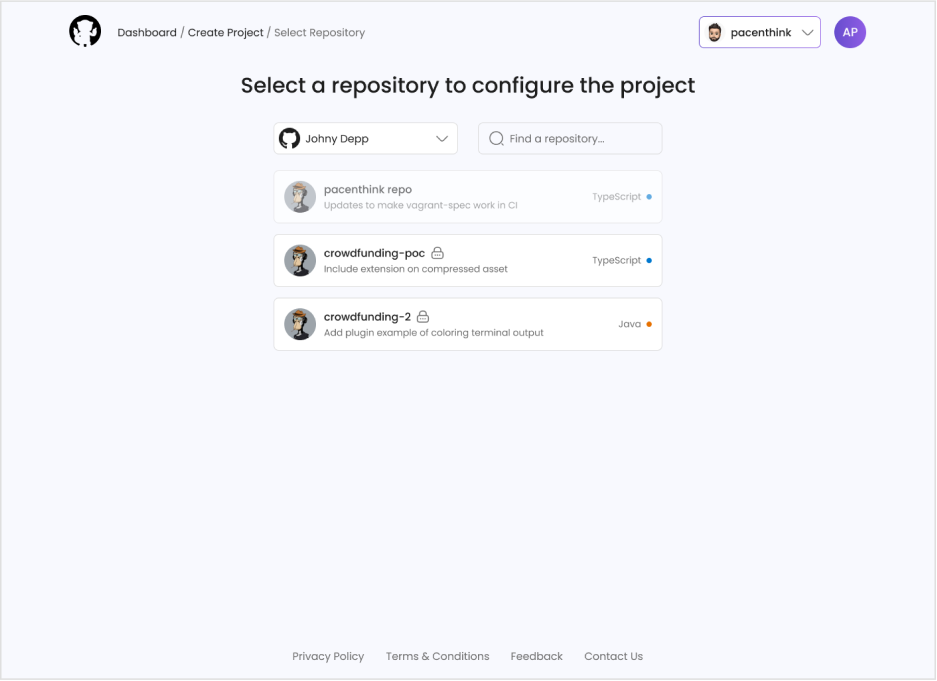 Dashboard / Create Project / Select Repository
pacenthink
AP
Select a repository to configure the project
Johny Depp
Find a repository...
pacenthink repo
Updates to make vagrant-spec work in CI
TypeScript
crowdfunding-poc
Include extension on compressed asset
TypeScript
crowdfunding-2
Add plugin example of coloring terminal output
Java
Privacy Policy Terms & Conditions Feedback Contact Us